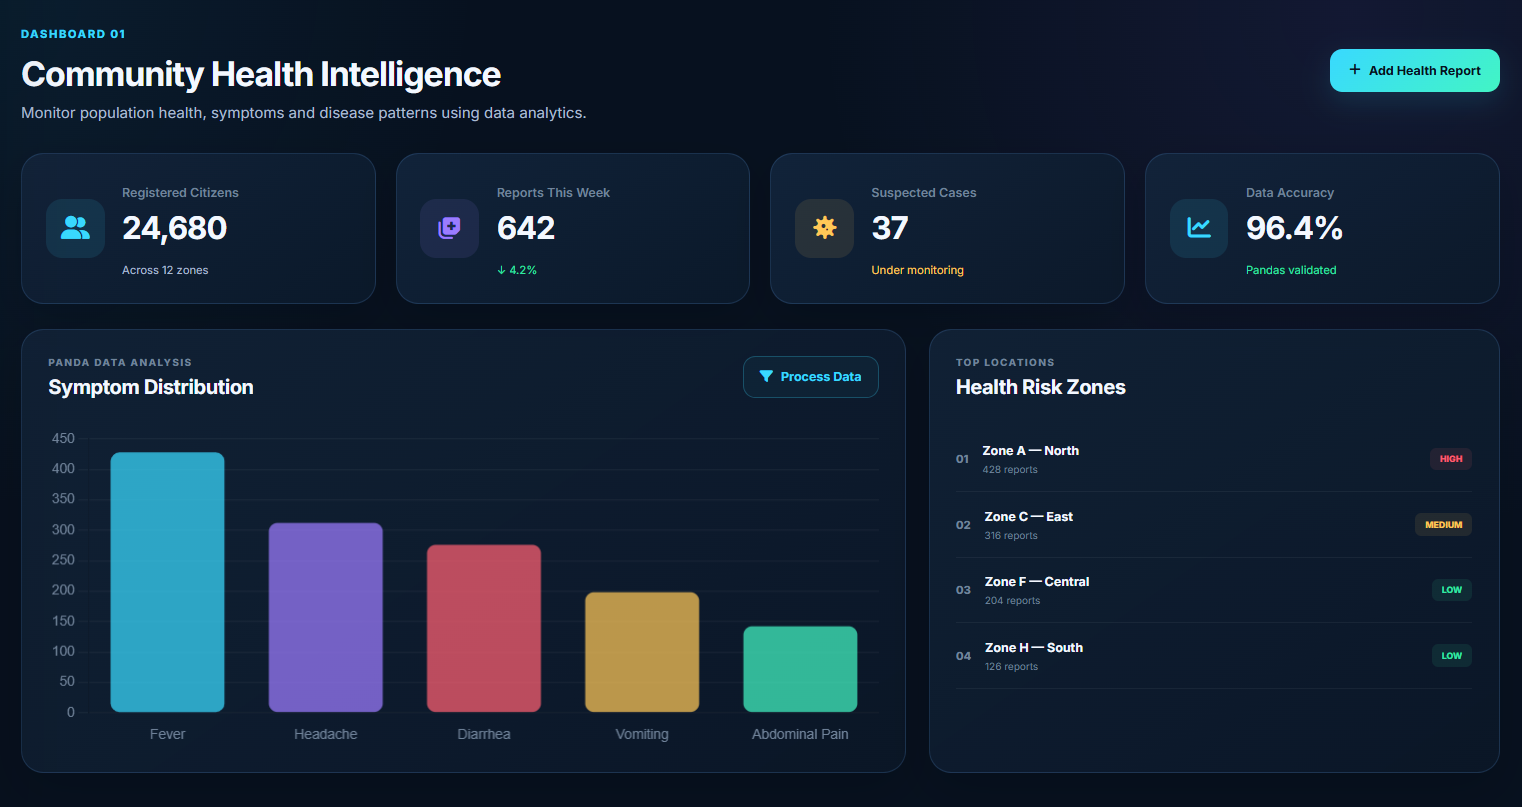 DASHBOARD 01
Community Health Intelligence
Monitor population health, symptoms and disease patterns using data analytics.
+ Add Health Report
Registered Citizens
24,680
Across 12 zones
Reports This Week
642
↓ 4.2%
Suspected Cases
37
Under monitoring
Data Accuracy
96.4%
Pandas validated
PANDA DATA ANALYSIS
Symptom Distribution
Process Data
450
400
350
300
250
200
150
100
50
0
Fever
Headache
Diarrhea
Vomiting
Abdominal Pain
TOP LOCATIONS
Health Risk Zones
01
Zone A — North
428 reports
HIGH
02
Zone C — East
316 reports
MEDIUM
03
Zone F — Central
204 reports
LOW
04
Zone H — South
126 reports
LOW